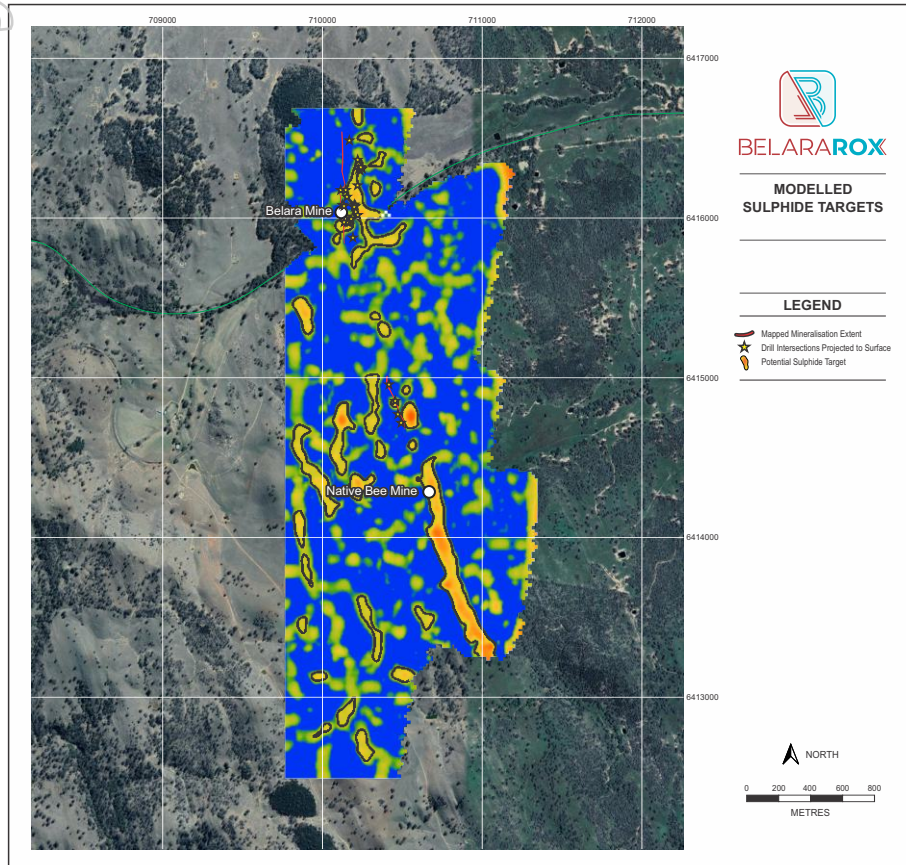 709000
710000
711000
712000
6417000
6416000
6415000
6414000
6413000
Belara Mine
Native Bee Mine
BELARAROX
MODELLED
SULPHIDE TARGETS
LEGEND
Mapped Mineralisation Extent
Drill Intersections Projected to Surface
Potential Sulphide Target
NORTH
0 200 400 600 800
METRES